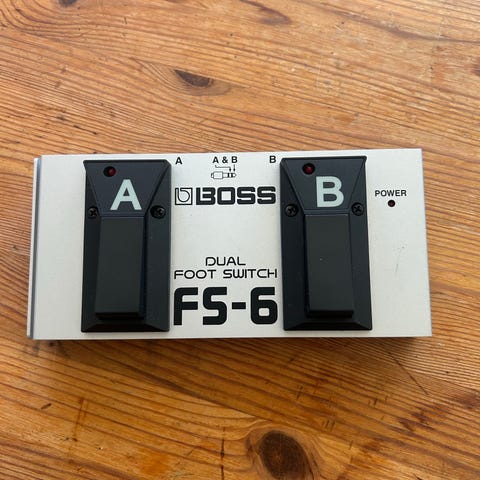 A A & B B
A
BOSS
B
POWER
DUAL
FOOT SWITCH
FS-6